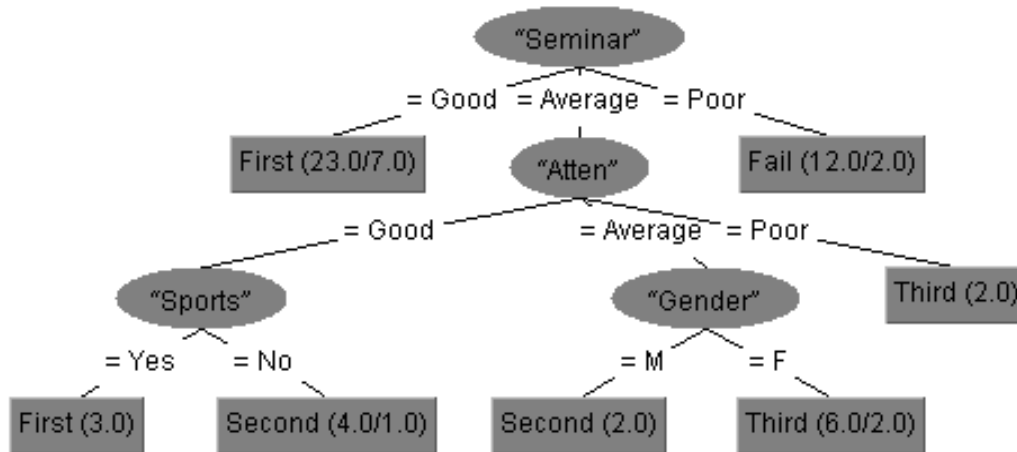 “Seminar”
= Good = Average = Poor
First (23.0/7.0) “Atten” Fail (12.0/2.0)
= Good = Average = Poor
“Sports” “Gender” Third (2.0)
= Yes = No = M = F
First (3.0) Second (4.0/1.0) Second (2.0) Third (6.0/2.0)